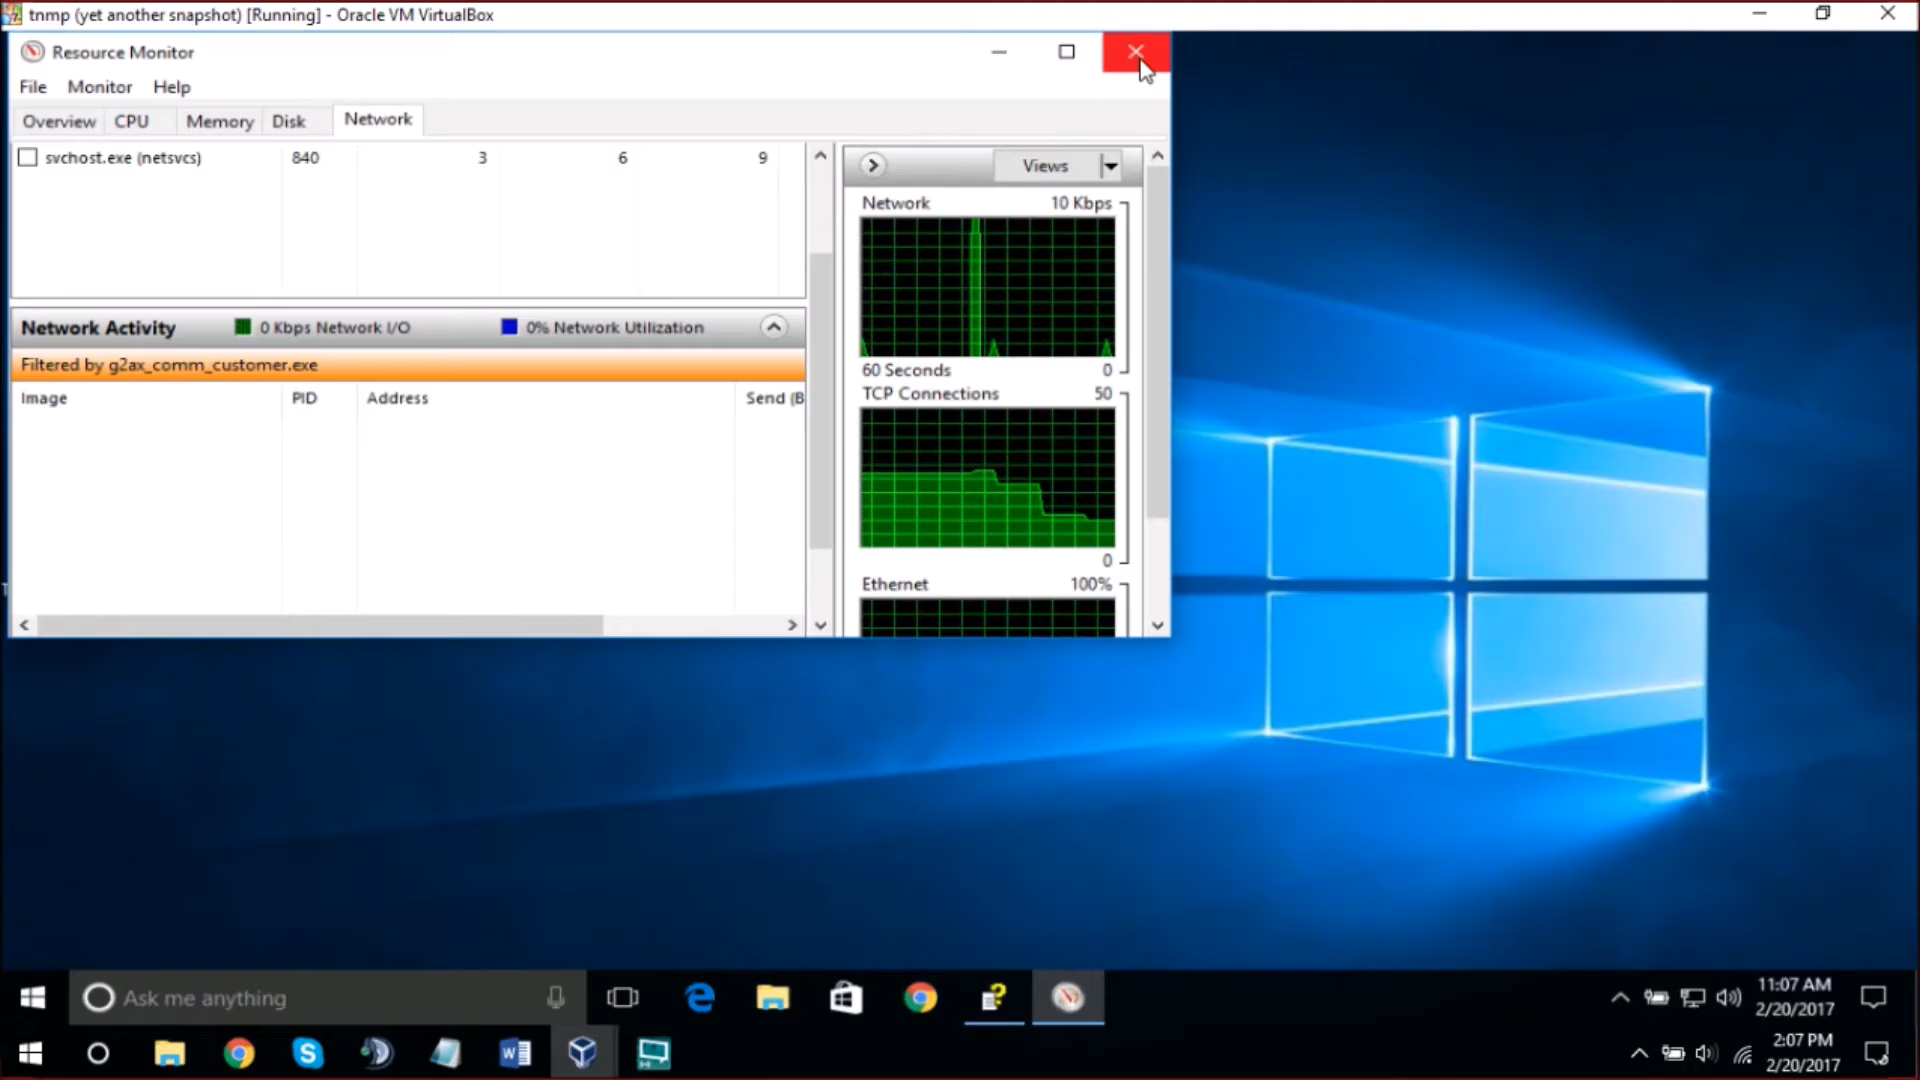 tnmp (yet another snapshot) [Running] - Oracle VM VirtualBox
Resource Monitor
File Monitor Help
Overview CPU Memory Disk Network
svchost.exe (netsvcs) 840 3 6 9
Views
Network 10 Kbps
60 Seconds 0
Network Activity 0 Kbps Network I/O 0% Network Utilization
Filtered by g2ax_comm_customer.exe
Image PID Address Send (B
TCP Connections 50
0
Ethernet 100%
Ask me anything
11:07 AM
2/20/2017
2:07 PM
2/20/2017